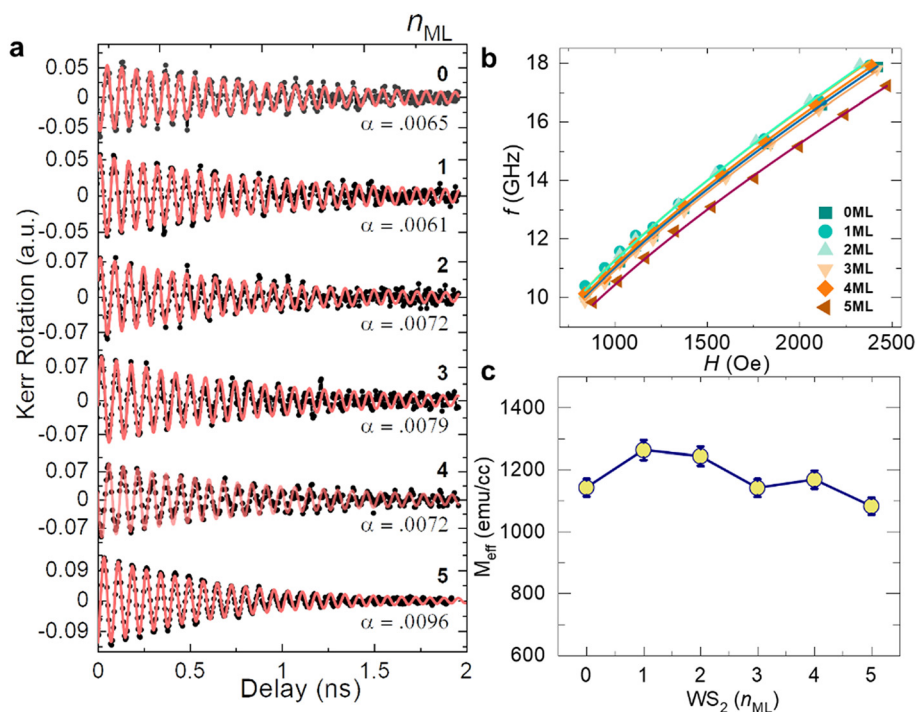 a
n_ML
Kerr Rotation (a.u.)
0.05
0
-0.05
0
α = .0065
0.05
0
-0.05
1
α = .0061
0.07
0
-0.07
2
α = .0072
0.07
0
-0.07
3
α = .0079
0.07
0
-0.07
4
α = .0072
0.09
0
-0.09
5
α = .0096
0 0.5 1 1.5 2
Delay (ns)
b
f (GHz)
18
16
14
12
10
0ML
1ML
2ML
3ML
4ML
5ML
1000 1500 2000 2500
H (Oe)
c
M_eff (emu/cc)
1400
1200
1000
800
600
0 1 2 3 4 5
WS₂ (n_ML)